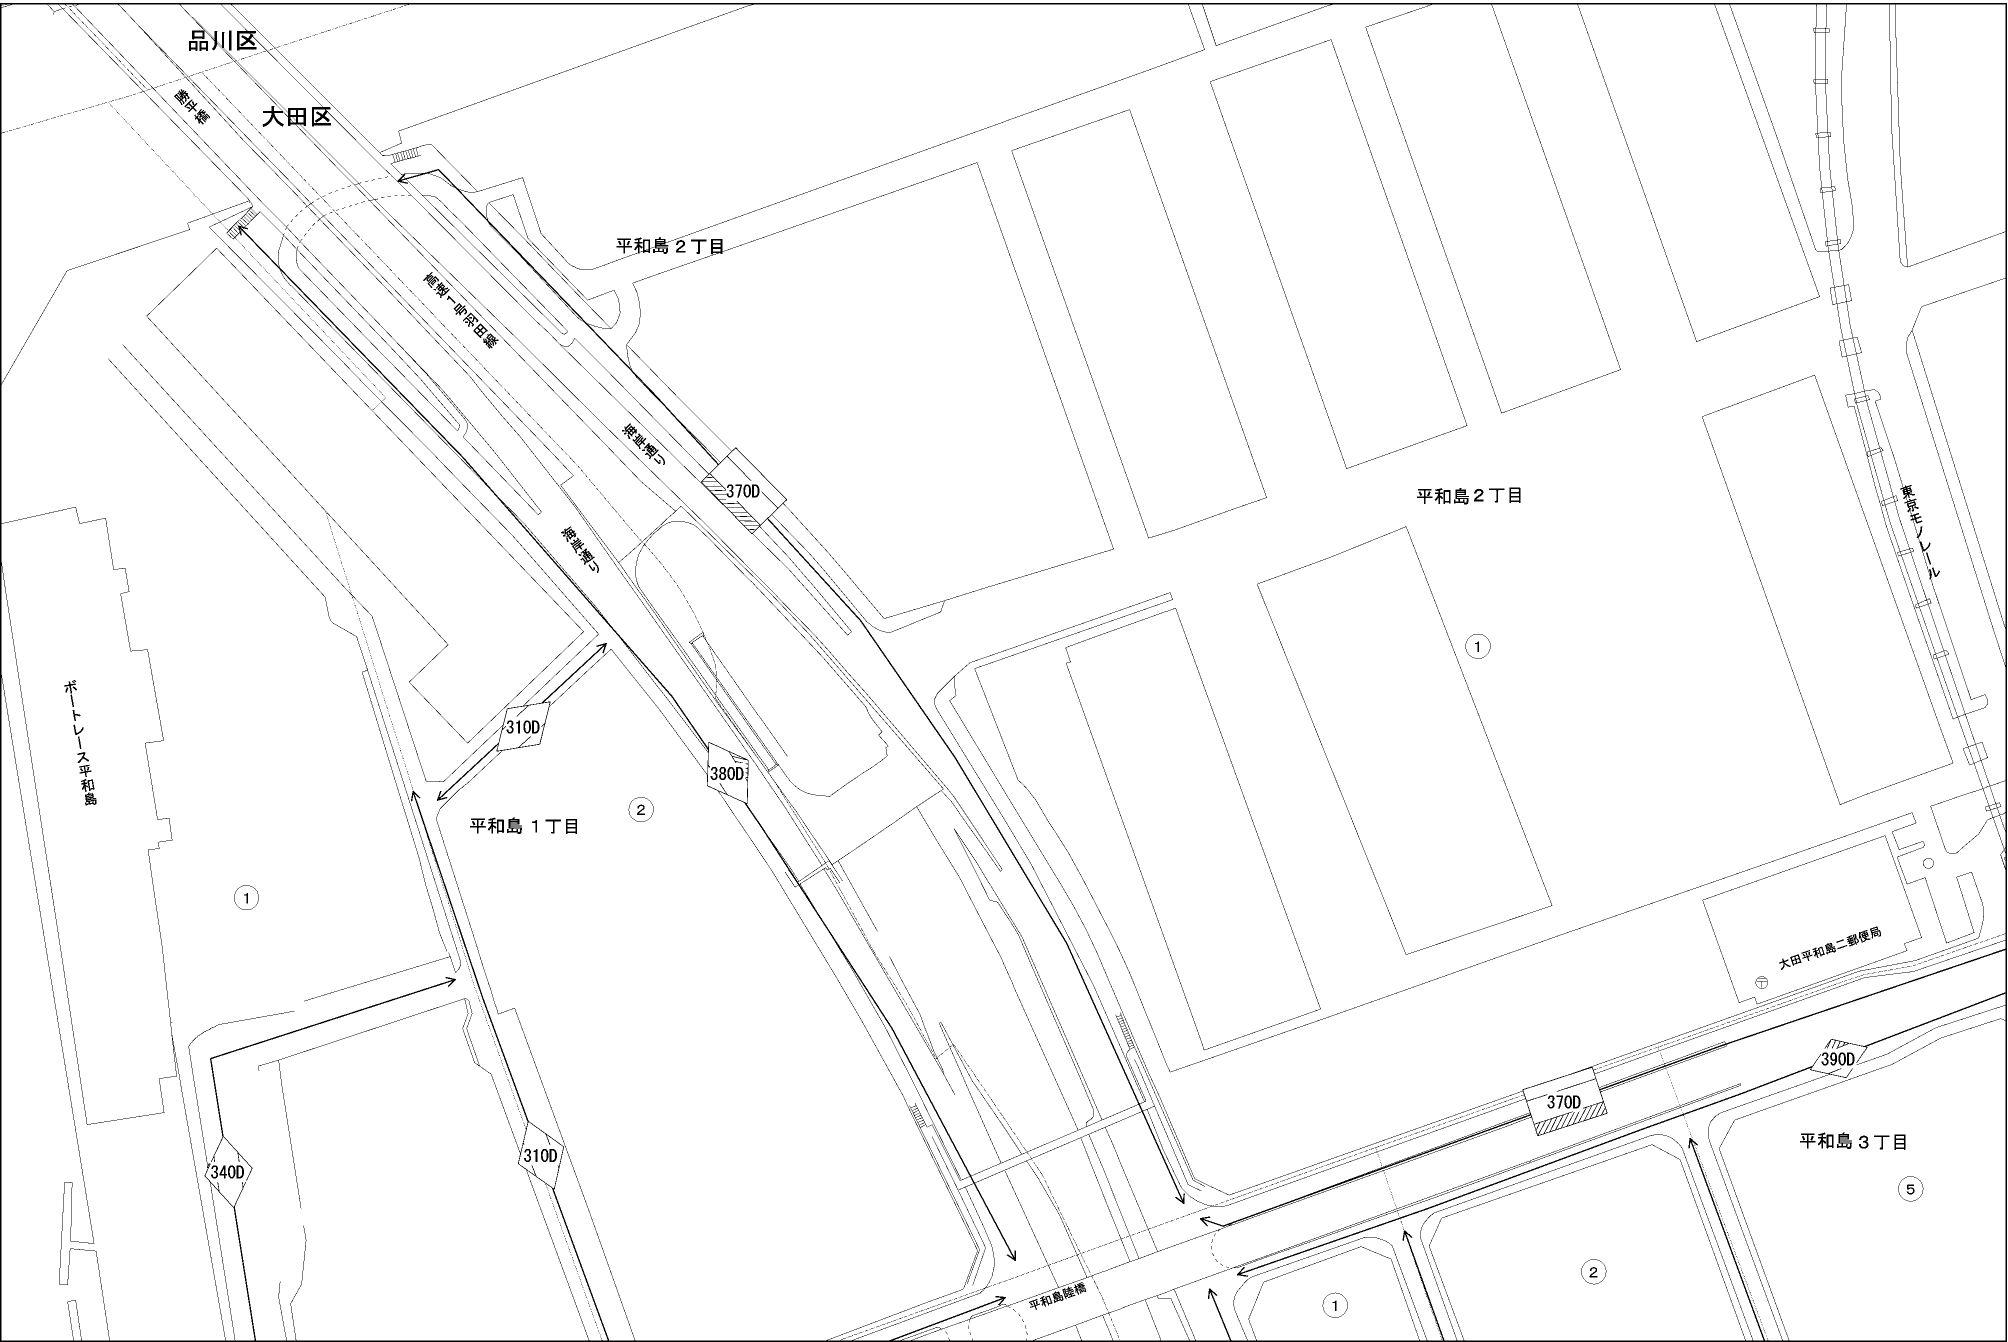 品川区
勝平橋
大田区
平和島2丁目
高速1号羽田線
海岸通り
370D
平和島2丁目
東京モノレール
海岸通り
1
ボートレース平和島
310D
380D
平和島1丁目
2
1
大田平和島二郵便局
〒
390D
370D
平和島3丁目
340D
310D
5
2
平和島陸橋
1